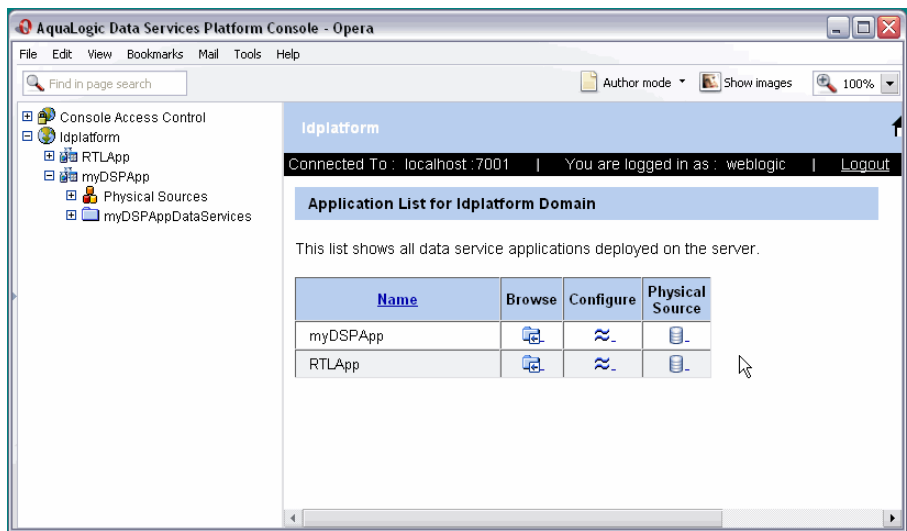 AquaLogic Data Services Platform Console - Opera
File Edit View Bookmarks Mail Tools Help
Find in page search
Author mode
Show images
100%
Console Access Control
ldplatform
RTLApp
myDSPApp
Physical Sources
myDSPAppDataServices
ldplatform
Connected To : localhost :7001 | You are logged in as : weblogic | Logout
Application List for ldplatform Domain
This list shows all data service applications deployed on the server.
Name Browse Configure Physical Source
myDSPApp
RTLApp